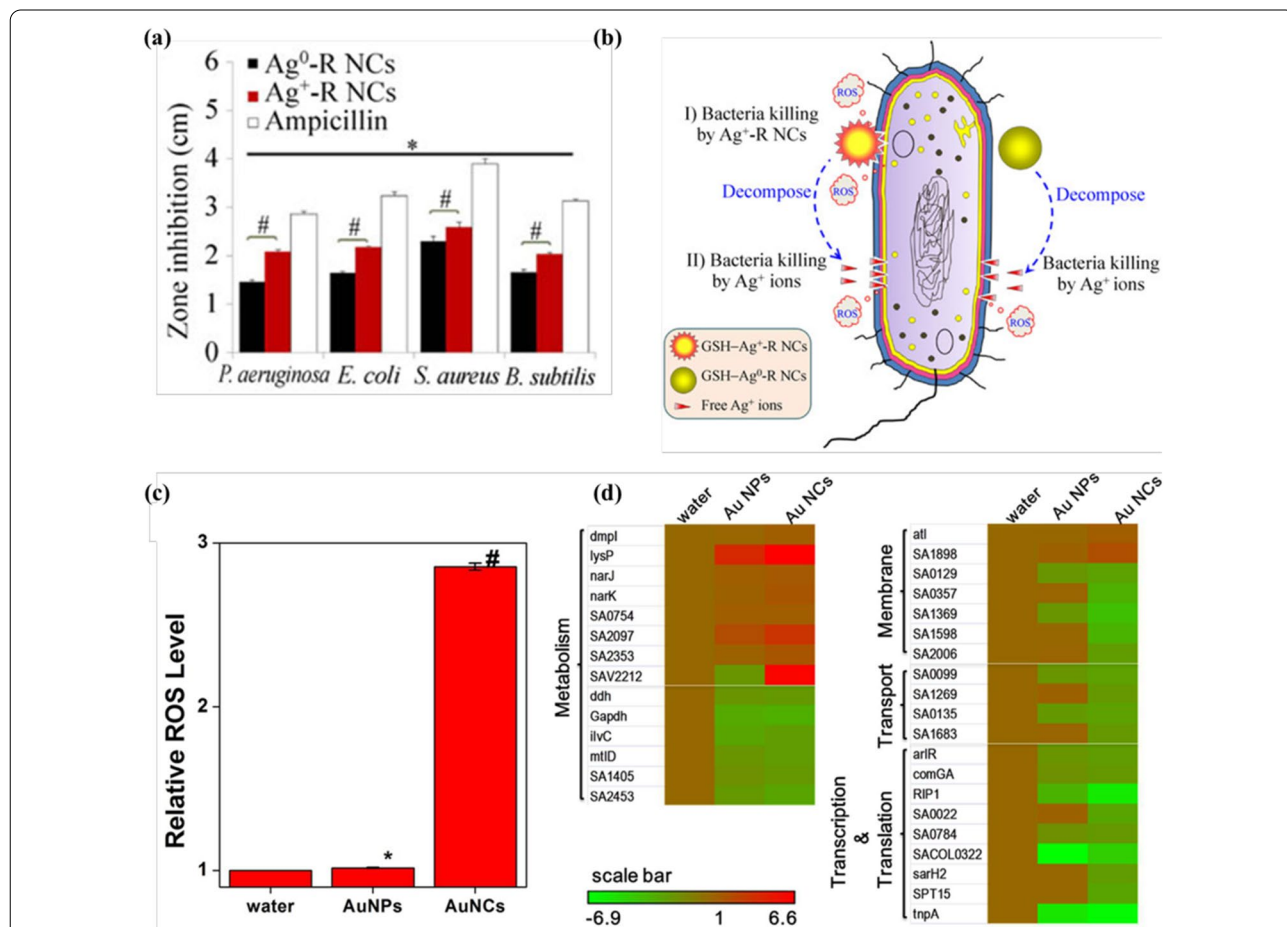 (a)
Ag⁰-R NCs
Ag⁺-R NCs
Ampicillin
Zone inhibition (cm)
6
5
4
3
2
1
0
*
#
#
#
#
P. aeruginosa E. coli S. aureus B. subtilis
(b)
ROS
I) Bacteria killing
by Ag⁺-R NCs
Decompose
ROS
Decompose
II) Bacteria killing
by Ag⁺ ions
Bacteria killing
by Ag⁺ ions
ROS
ROS
GSH–Ag⁺-R NCs
GSH–Ag⁰-R NCs
Free Ag⁺ ions
(c)
Relative ROS Level
3
2
1
#
*
water AuNPs AuNCs
(d)
water Au NPs Au NCs
Metabolism
dmpI
lysP
narJ
narK
SA0754
SA2097
SA2353
SAV2212
ddh
Gapdh
ilvC
mtlD
SA1405
SA2453
scale bar
-6.9 1 6.6
water Au NPs Au NCs
Membrane
atl
SA1898
SA0129
SA0357
SA1369
SA1598
SA2006
Transport
SA0099
SA1269
SA0135
SA1683
Transcription
&
Translation
arlR
comGA
RIP1
SA0022
SA0784
SACOL0322
sarH2
SPT15
tnpA